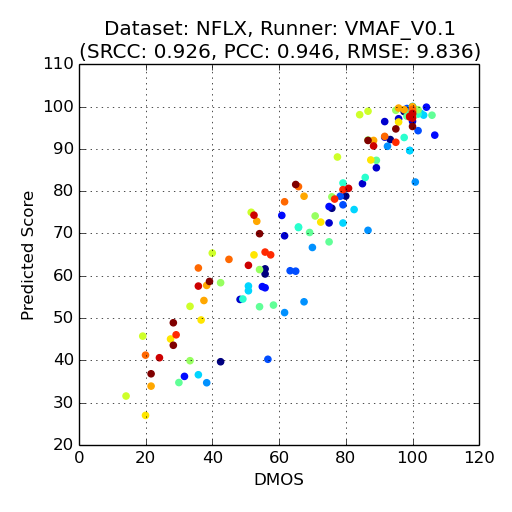 Dataset: NFLX, Runner: VMAF_V0.1
(SRCC: 0.926, PCC: 0.946, RMSE: 9.836)
110
100
90
80
70
60
50
40
30
20
Predicted Score
0 20 40 60 80 100 120
DMOS